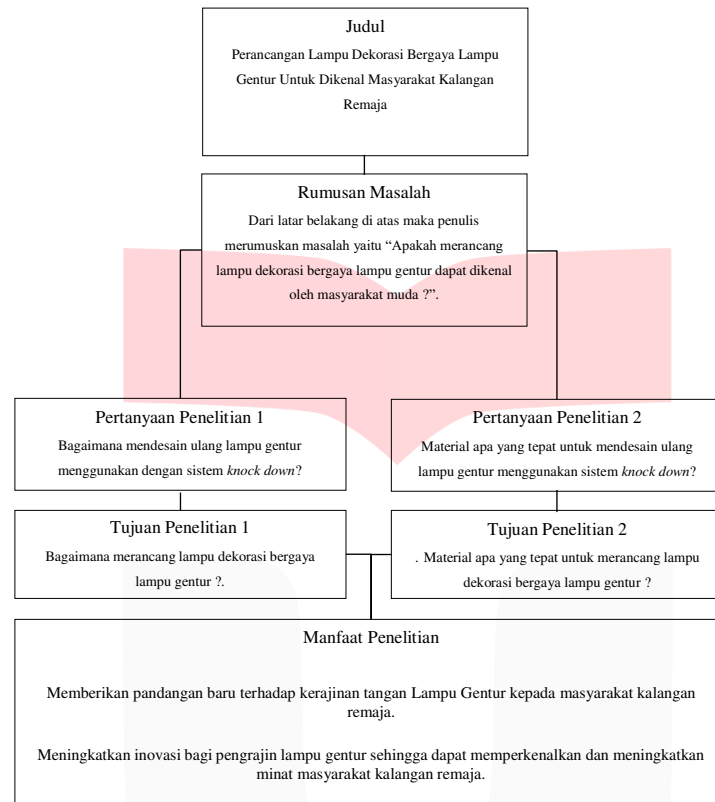 Judul
Perancangan Lampu Dekorasi Bergaya Lampu
Gentur Untuk Dikenal Masyarakat Kalangan
Remaja
Rumusan Masalah
Dari latar belakang di atas maka penulis
merumuskan masalah yaitu “Apakah merancang
lampu dekorasi bergaya lampu gentur dapat dikenal
oleh masyarakat muda ?”.
Pertanyaan Penelitian 1
Bagaimana mendesain ulang lampu gentur
menggunakan dengan sistem knock down?
Pertanyaan Penelitian 2
Material apa yang tepat untuk mendesain ulang
lampu gentur menggunakan sistem knock down?
Tujuan Penelitian 1
Bagaimana merancang lampu dekorasi bergaya
lampu gentur ?.
Tujuan Penelitian 2
. Material apa yang tepat untuk merancang lampu
dekorasi bergaya lampu gentur ?
Manfaat Penelitian
Memberikan pandangan baru terhadap kerajinan tangan Lampu Gentur kepada masyarakat kalangan
remaja.
Meningkatkan inovasi bagi pengrajin lampu gentur sehingga dapat memperkenalkan dan meningkatkan
minat masyarakat kalangan remaja.